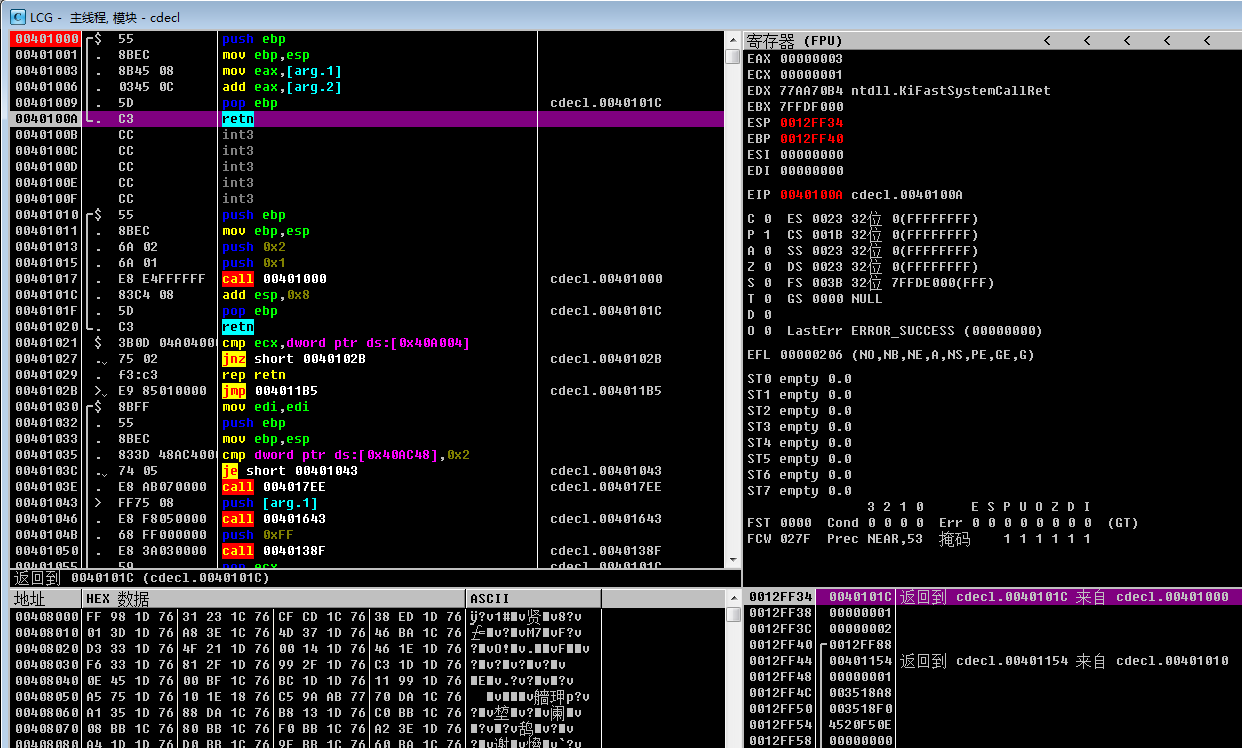 LCG - 主线程, 模块 - cdecl
00401000 $ 55 push ebp
00401001 . 8BEC mov ebp,esp
00401003 . 8B45 08 mov eax,[arg.1]
00401006 . 0345 0C add eax,[arg.2]
00401009 . 5D pop ebp cdecl.0040101C
0040100A . C3 retn
0040100B CC int3
0040100C CC int3
0040100D CC int3
0040100E CC int3
0040100F CC int3
00401010 $ 55 push ebp
00401011 . 8BEC mov ebp,esp
00401013 . 6A 02 push 0x2
00401015 . 6A 01 push 0x1
00401017 . E8 E4FFFFFF call 00401000 cdecl.00401000
0040101C . 83C4 08 add esp,0x8
0040101F . 5D pop ebp cdecl.0040101C
00401020 . C3 retn
00401021 $ 3B0D 04A0400 cmp ecx,dword ptr ds:[0x40A004]
00401027 . 75 02 jnz short 0040102B cdecl.0040102B
00401029 . f3:c3 rep retn
0040102B > E9 85010000 jmp 004011B5 cdecl.004011B5
00401030 $ 8BFF mov edi,edi
00401032 . 55 push ebp
00401033 . 8BEC mov ebp,esp
00401035 . 833D 48AC400 cmp dword ptr ds:[0x40AC48],0x2
0040103C . 74 05 je short 00401043 cdecl.00401043
0040103E . E8 AB070000 call 004017EE cdecl.004017EE
00401043 > FF75 08 push [arg.1]
00401046 . E8 F8050000 call 00401643 cdecl.00401643
0040104B . 68 FF000000 push 0xFF
00401050 . E8 3A030000 call 0040138F cdecl.0040138F
00401055 . 59 pop ecx cdecl.0040101C
返回到 0040101C (cdecl.0040101C)
寄存器 (FPU) < < < < <
EAX 00000003
ECX 00000001
EDX 77AA70B4 ntdll.KiFastSystemCallRet
EBX 7FFDF000
ESP 0012FF34
EBP 0012FF40
ESI 00000000
EDI 00000000
EIP 0040100A cdecl.0040100A
C 0 ES 0023 32位 0(FFFFFFFF)
P 1 CS 001B 32位 0(FFFFFFFF)
A 0 SS 0023 32位 0(FFFFFFFF)
Z 0 DS 0023 32位 0(FFFFFFFF)
S 0 FS 003B 32位 7FFDE000(FFF)
T 0 GS 0000 NULL
D 0
O 0 LastErr ERROR_SUCCESS (00000000)
EFL 00000206 (NO,NB,NE,A,NS,PE,GE,G)
ST0 empty 0.0
ST1 empty 0.0
ST2 empty 0.0
ST3 empty 0.0
ST4 empty 0.0
ST5 empty 0.0
ST6 empty 0.0
ST7 empty 0.0
3 2 1 0 E S P U O Z D I
FST 0000 Cond 0 0 0 0 Err 0 0 0 0 0 0 0 0 (GT)
FCW 027F Prec NEAR,53 掩码 1 1 1 1 1 1
地址 HEX 数据 ASCII
00408000 FF 98 1D 76 31 23 1C 76 CF CD 1C 76 38 ED 1D 76
00408010 01 3D 1D 76 A8 3E 1C 76 4D 37 1D 76 46 BA 1C 76
00408020 D3 33 1D 76 4F 21 1D 76 00 14 1D 76 46 1E 1D 76
00408030 F6 33 1D 76 81 2F 1D 76 99 2F 1D 76 C3 1D 1D 76
00408040 0E 45 1D 76 00 BF 1C 76 BC 1D 1D 76 11 99 1D 76
00408050 A5 75 1D 76 10 1E 18 76 C5 9A AB 77 70 DA 1C 76
00408060 A1 35 1D 76 88 DA 1C 76 B8 13 1D 76 C0 BB 1C 76
00408070 08 BB 1C 76 80 BB 1C 76 F0 BB 1C 76 A2 3E 1D 76
00408080 A4 1D 1D 76 D0 BB 1C 76 9F BB 1C 76 60 BA 1C 76
0012FF34 0040101C 返回到 cdecl.0040101C 来自 cdecl.00401000
0012FF38 00000001
0012FF3C 00000002
0012FF40 0012FF88
0012FF44 00401154 返回到 cdecl.00401154 来自 cdecl.00401010
0012FF48 00000001
0012FF4C 003518A8
0012FF50 003518F0
0012FF54 4520F50E
0012FF58 00000000